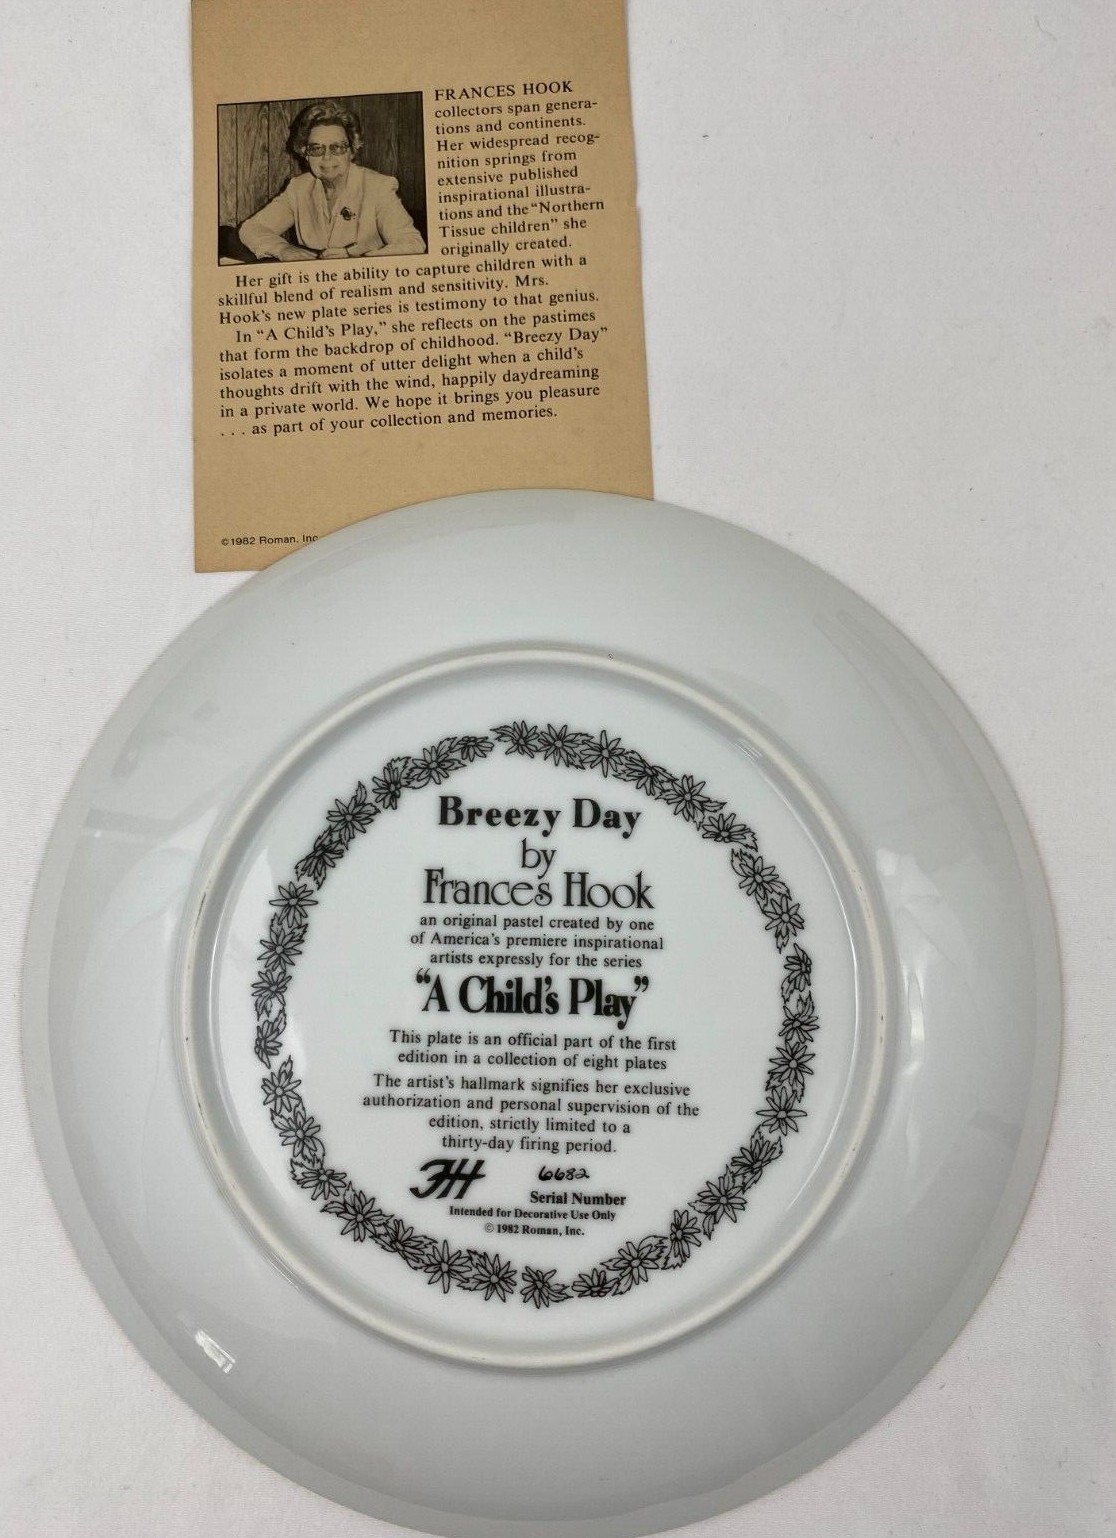 FRANCES HOOK
collectors span genera-
tions and continents.
Her widespread recog-
nition springs from
extensive published
inspirational illustra-
tions and the "Northern
Tissue children" she
originally created.
Her gift is the ability to capture children with a
skillful blend of realism and sensitivity. Mrs.
Hook's new plate series is testimony to that genius.
In "A Child's Play," she reflects on the pastimes
that form the backdrop of childhood. "Breezy Day"
isolates a moment of utter delight when a child's
thoughts drift with the wind, happily daydreaming
in a private world. We hope it brings you pleasure
. . . as part of your collection and memories.
©1982 Roman, Inc
Breezy Day
by
Frances Hook
an original pastel created by one
of America's premiere inspirational
artists expressly for the series
"A Child's Play"
This plate is an official part of the first
edition in a collection of eight plates
The artist's hallmark signifies her exclusive
authorization and personal supervision of the
edition, strictly limited to a
thirty-day firing period.
FH 6682
Serial Number
Intended for Decorative Use Only
© 1982 Roman, Inc.